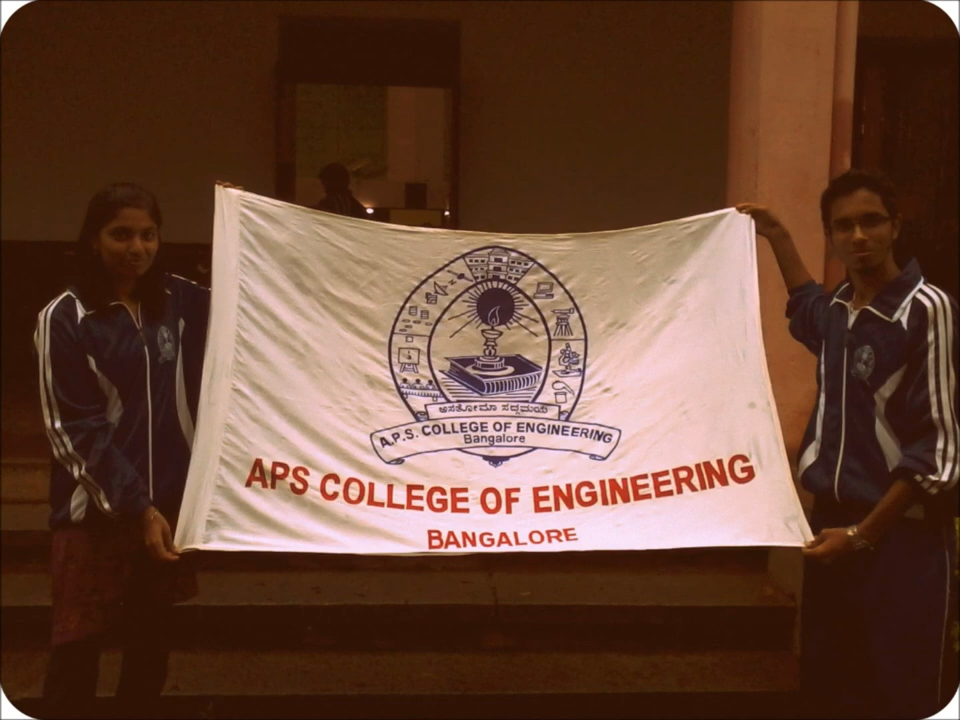 ಅಸತೋಮಾ ಸದ್ಗಮಯ
A.P.S. COLLEGE OF ENGINEERING
Bangalore
APS COLLEGE OF ENGINEERING
BANGALORE